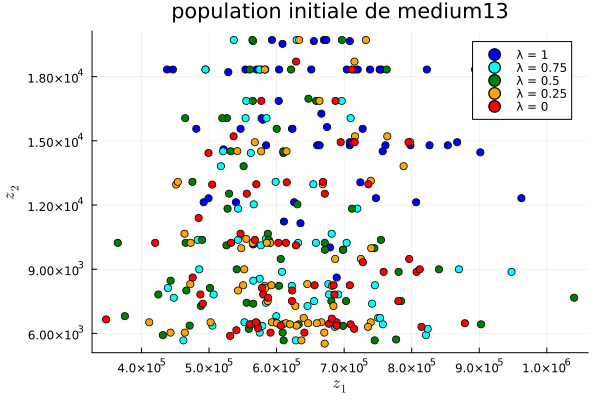 population initiale de medium13
λ = 1
λ = 0.75
λ = 0.5
λ = 0.25
λ = 0
1.80×10⁴
1.50×10⁴
1.20×10⁴
9.00×10³
6.00×10³
z₂
4.0×10⁵ 5.0×10⁵ 6.0×10⁵ 7.0×10⁵ 8.0×10⁵ 9.0×10⁵ 1.0×10⁶
z₁